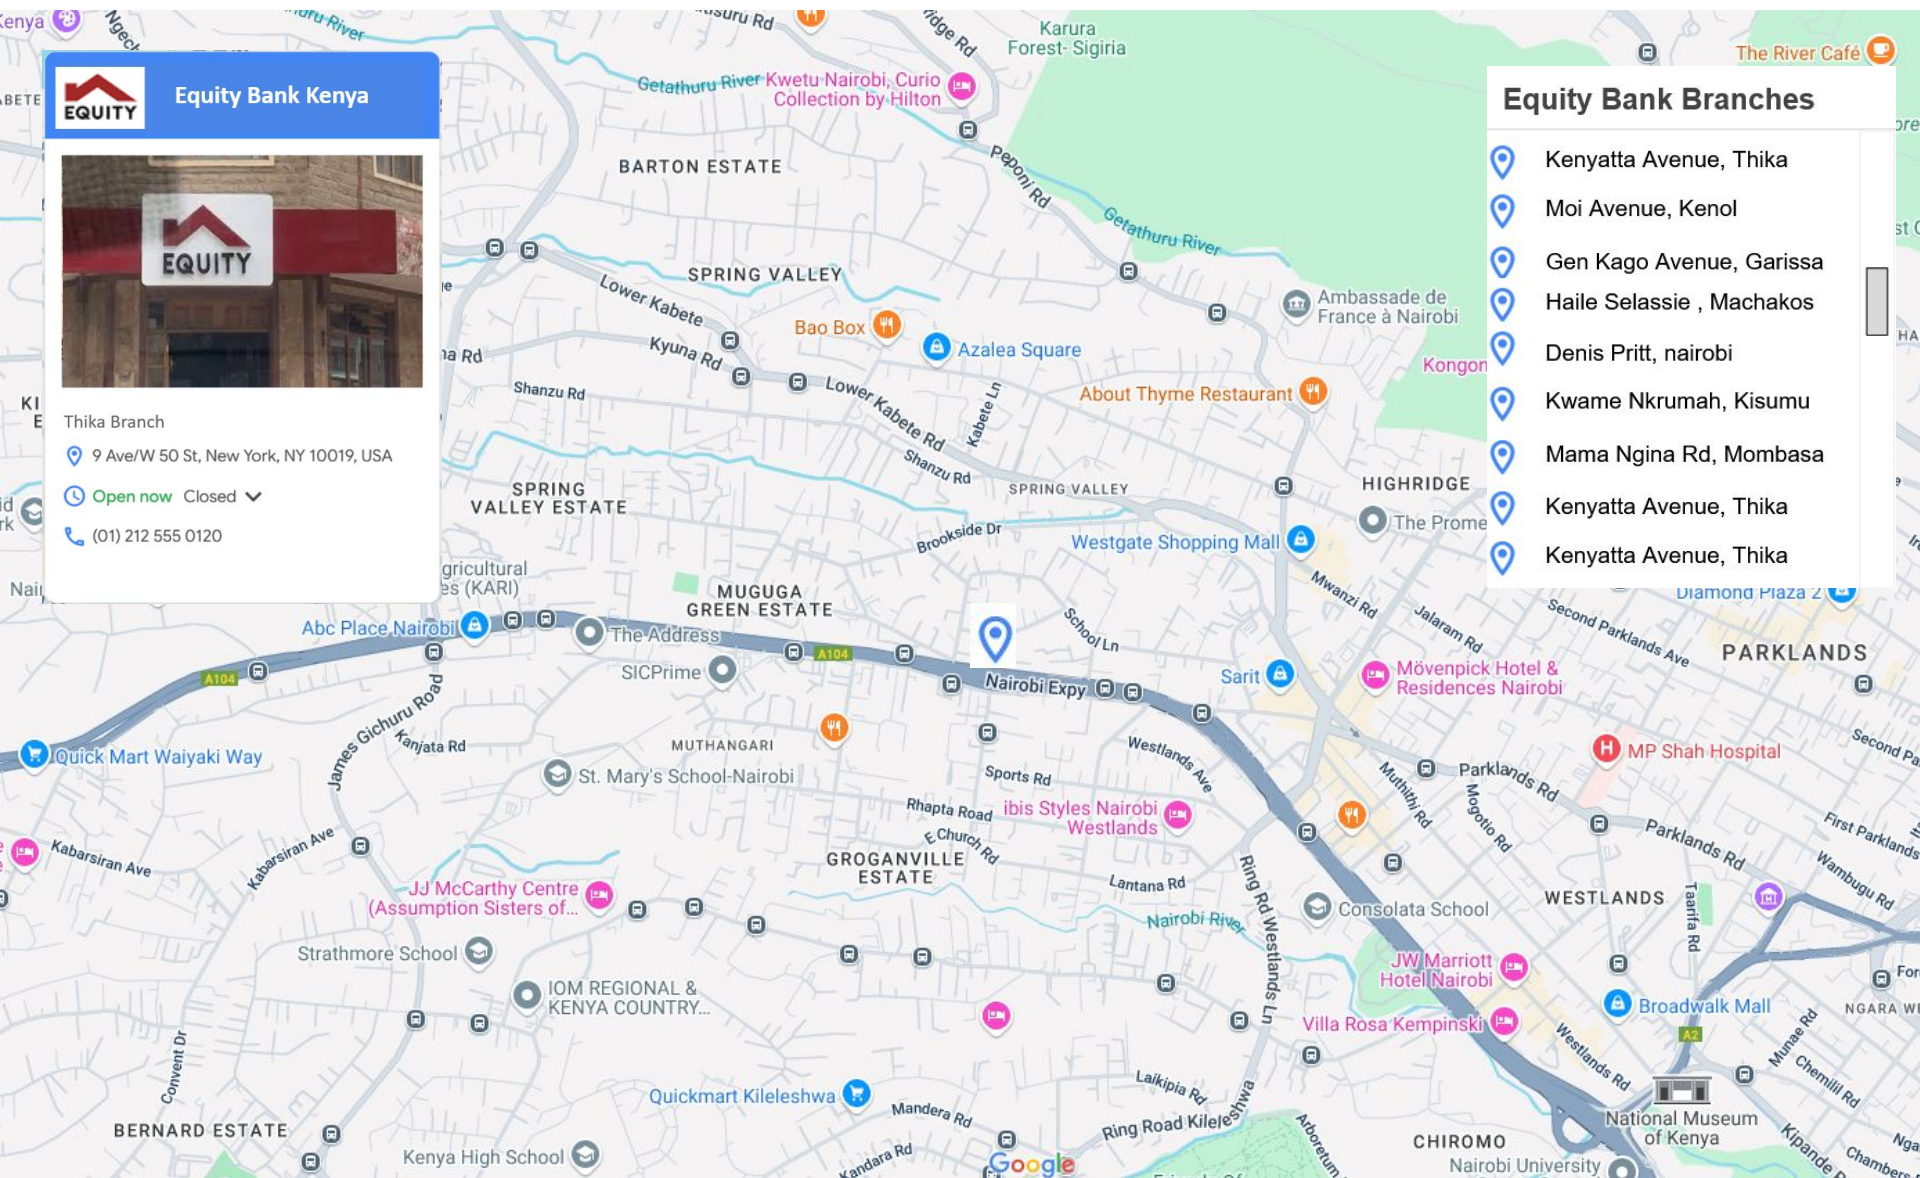 Equity Bank Kenya
EQUITY
EQUITY
Thika Branch
9 Ave/W 50 St, New York, NY 10019, USA
Open now Closed
(01) 212 555 0120
Equity Bank Branches
Kenyatta Avenue, Thika
Moi Avenue, Kenol
Gen Kago Avenue, Garissa
Haile Selassie , Machakos
Denis Pritt, nairobi
Kwame Nkrumah, Kisumu
Mama Ngina Rd, Mombasa
Kenyatta Avenue, Thika
Kenyatta Avenue, Thika
Karura
Forest- Sigiria
The River Café
Getathuru River
Kwetu Nairobi, Curio
Collection by Hilton
BARTON ESTATE
Peponi Rd
Getathuru River
SPRING VALLEY
Lower Kabete
Ambassade de
France à Nairobi
Bao Box
Kyuna Rd
Azalea Square
Shanzu Rd
Lower Kabete Rd
Kabete Ln
About Thyme Restaurant
Shanzu Rd
SPRING
VALLEY ESTATE
SPRING VALLEY
HIGHRIDGE
Brookside Dr
Westgate Shopping Mall
MUGUGA
GREEN ESTATE
Mwanzi Rd
Jalaram Rd
Diamond Plaza 2
Second Parklands Ave
Abc Place Nairobi
The Address
School Ln
PARKLANDS
A104
A104
SICPrime
Nairobi Expy
Sarit
Mövenpick Hotel &
Residences Nairobi
James Gichuru Road
Kanjata Rd
Quick Mart Waiyaki Way
MUTHANGARI
Westlands Ave
MP Shah Hospital
St. Mary's School-Nairobi
Sports Rd
Parklands Rd
Muthithi Rd
Mogotio Rd
Rhapta Road
ibis Styles Nairobi
Westlands
E Church Rd
Parklands Rd
First Parklands
Kabarsiran Ave
Kabarsiran Ave
GROGANVILLE
ESTATE
Wambugu Rd
Lantana Rd
Ring Rd Westlands Ln
JJ McCarthy Centre
(Assumption Sisters of...
Nairobi River
Consolata School
WESTLANDS
Taarifa Rd
Strathmore School
JW Marriott
Hotel Nairobi
IOM REGIONAL &
KENYA COUNTRY...
Villa Rosa Kempinski
Broadwalk Mall
A2
Munae Rd
Westlands Rd
Chemilil Rd
Convent Dr
Quickmart Kileleshwa
Laikipia Rd
Mandera Rd
Ring Road Kileleshwa
National Museum
of Kenya
BERNARD ESTATE
Kenya High School
Kandara Rd
Google
Arboretum
CHIROMO
Nairobi University